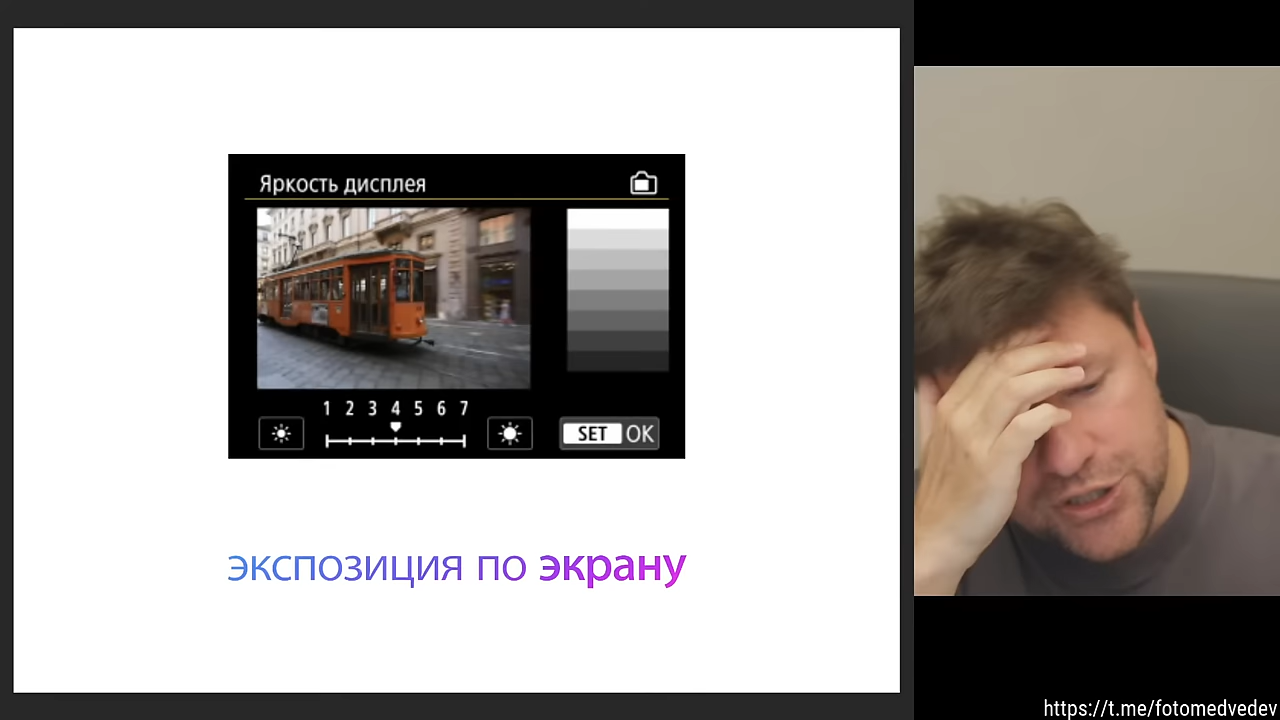 Яркость дисплея
1 2 3 4 5 6 7
SET OK
экспозиция по экрану
https://t.me/fotomedvedev